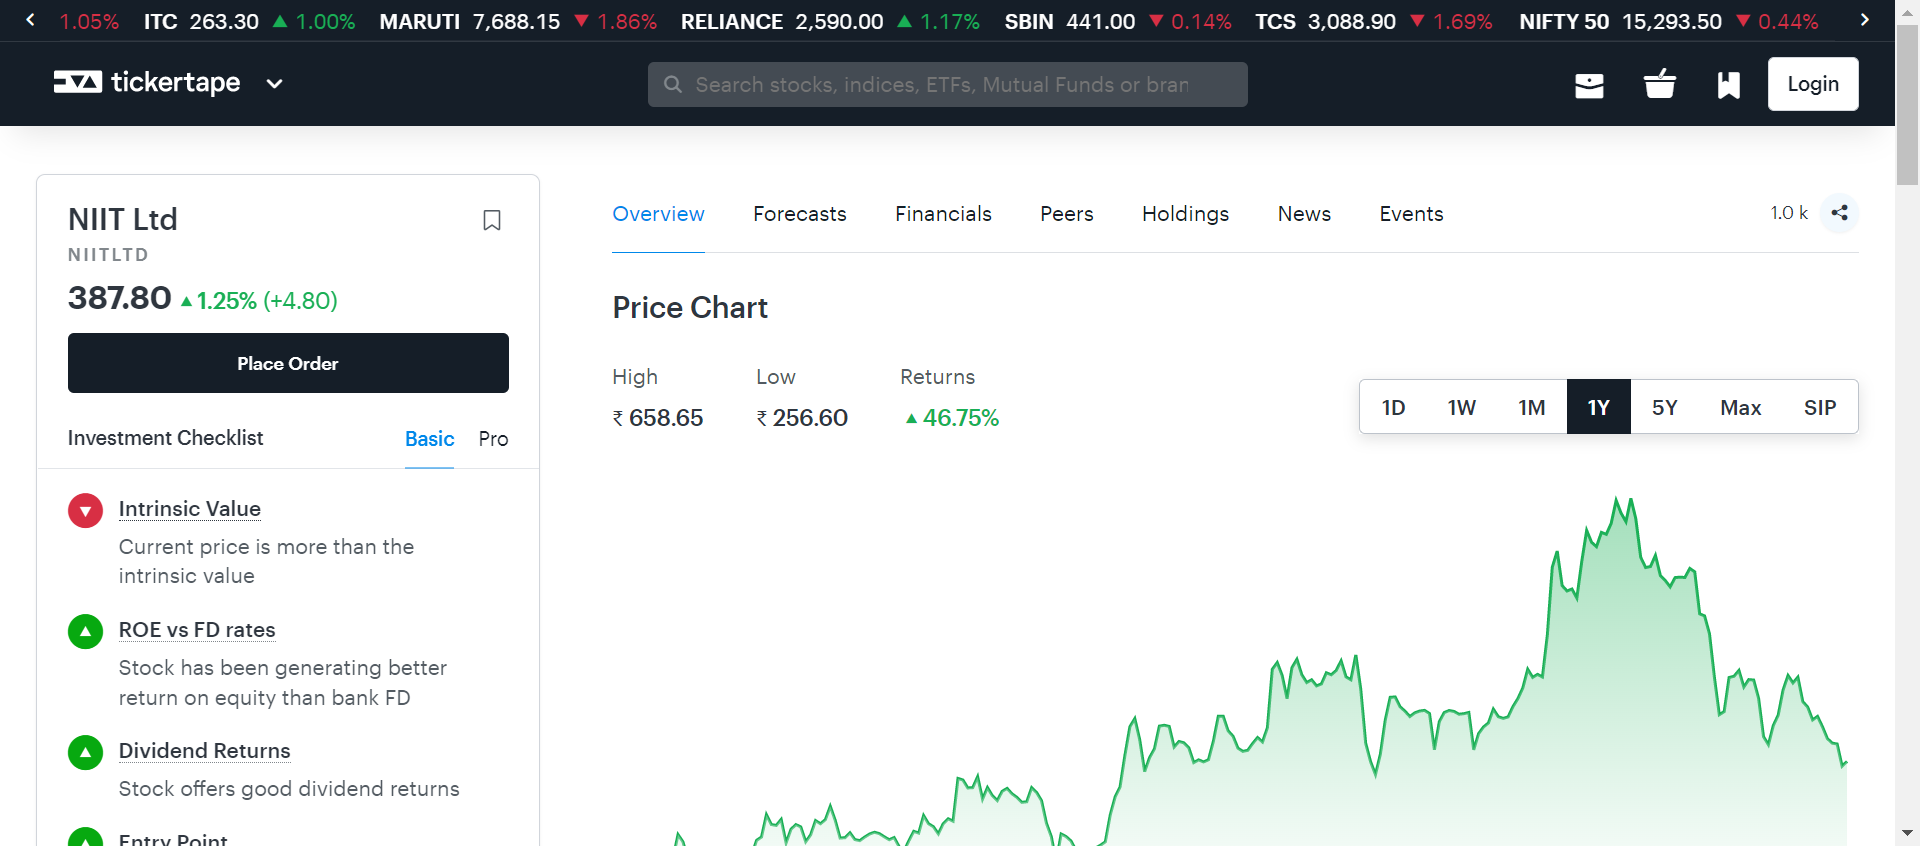 1.05% ITC 263.30 ▲ 1.00% MARUTI 7,688.15 ▼ 1.86% RELIANCE 2,590.00 ▲ 1.17% SBIN 441.00 ▼ 0.14% TCS 3,088.90 ▼ 1.69% NIFTY 50 15,293.50 ▼ 0.44%
tickertape
Search stocks, indices, ETFs, Mutual Funds or bran
Login
NIIT Ltd
NIITLTD
387.80 ▲ 1.25% (+4.80)
Place Order
Investment Checklist Basic Pro
Intrinsic Value
Current price is more than the
intrinsic value
ROE vs FD rates
Stock has been generating better
return on equity than bank FD
Dividend Returns
Stock offers good dividend returns
Entry Point
Overview Forecasts Financials Peers Holdings News Events 1.0 k
Price Chart
High Low Returns
₹ 658.65 ₹ 256.60 ▲ 46.75%
1D 1W 1M 1Y 5Y Max SIP